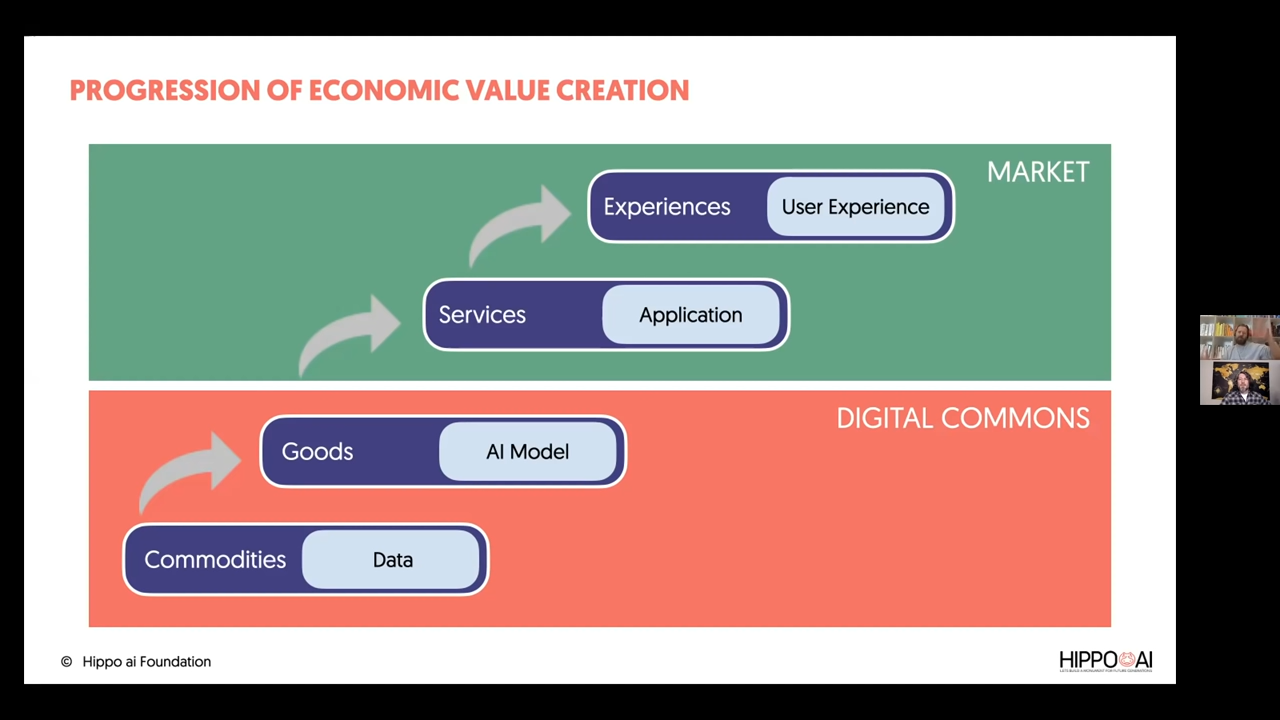 PROGRESSION OF ECONOMIC VALUE CREATION
MARKET
Experiences User Experience
Services Application
DIGITAL COMMONS
Goods AI Model
Commodities Data
© Hippo ai Foundation
HIPPO AI